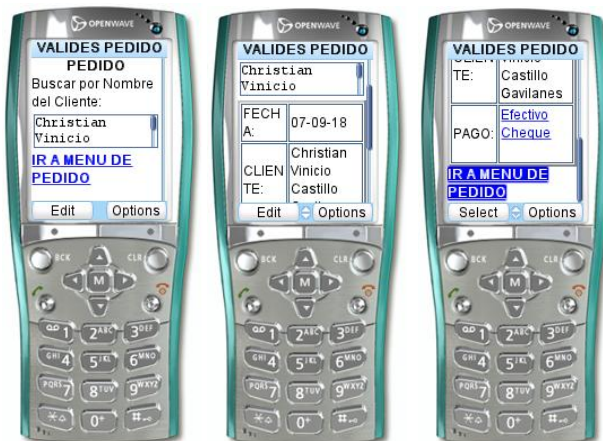 OPENWAVE
VALIDES PEDIDO
PEDIDO
Buscar por Nombre
del Cliente:
Christian
Vinicio
IR A MENU DE
PEDIDO
Edit Options
BCK CLR
M
1 2ABC 3DEF
GHI4 5JKL 6MNO
PQRS7 8TUV 9WXYZ
* 0+ #
OPENWAVE
VALIDES PEDIDO
Christian
Vinicio
FECH
A:
07-09-18
CLIEN
TE:
Christian
Vinicio
Castillo
Edit Options
BCK CLR
M
1 2ABC 3DEF
GHI4 5JKL 6MNO
PQRS7 8TUV 9WXYZ
* 0+ #
OPENWAVE
VALIDES PEDIDO
CLIEN
TE:
Vinicio
Castillo
Gavilanes
PAGO:
Efectivo
Cheque
IR A MENU DE
PEDIDO
Select Options
BCK CLR
M
1 2ABC 3DEF
GHI4 5JKL 6MNO
PQRS7 8TUV 9WXYZ
* 0+ #